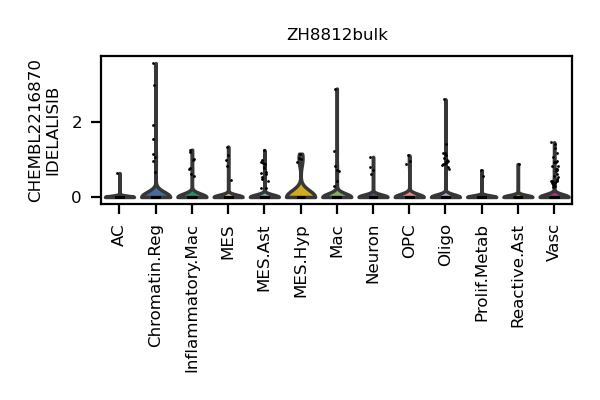 ZH8812bulk
CHEMBL2216870
IDELALISIB
2
0
AC
Chromatin.Reg
Inflammatory.Mac
MES
MES.Ast
MES.Hyp
Mac
Neuron
OPC
Oligo
Prolif.Metab
Reactive.Ast
Vasc